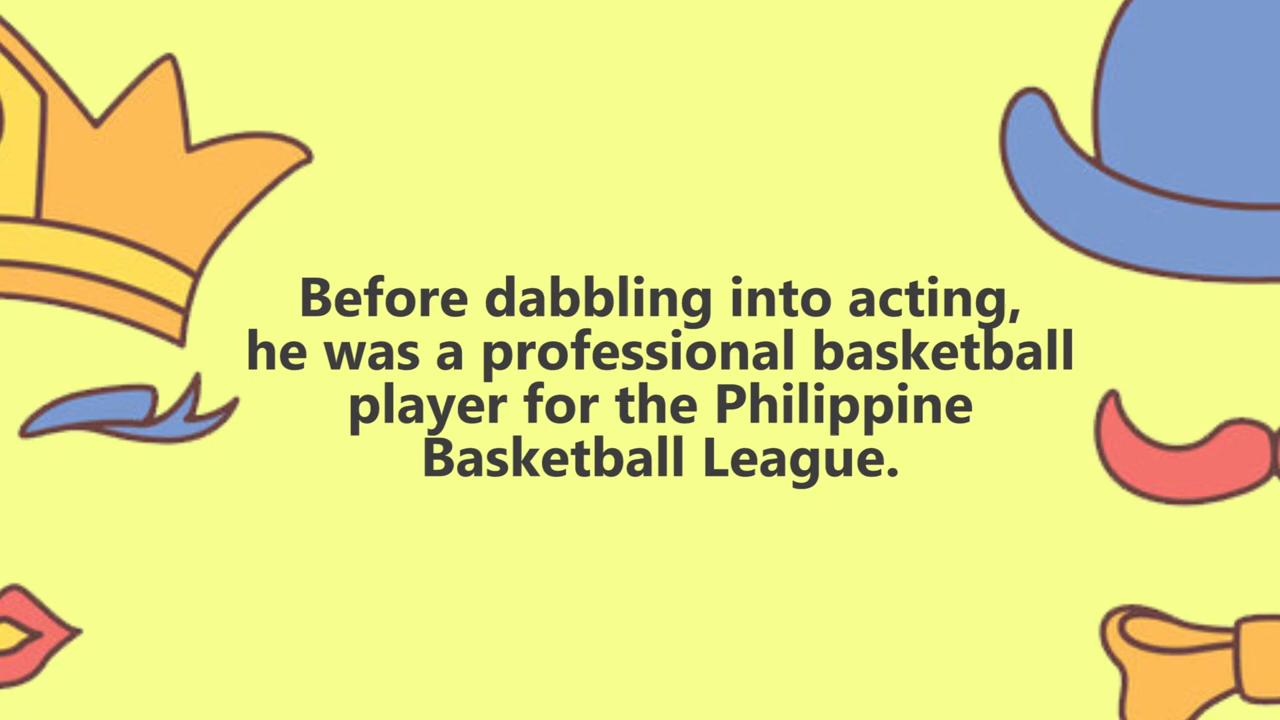 Before dabbling into acting,
he was a professional basketball
player for the Philippine
Basketball League.